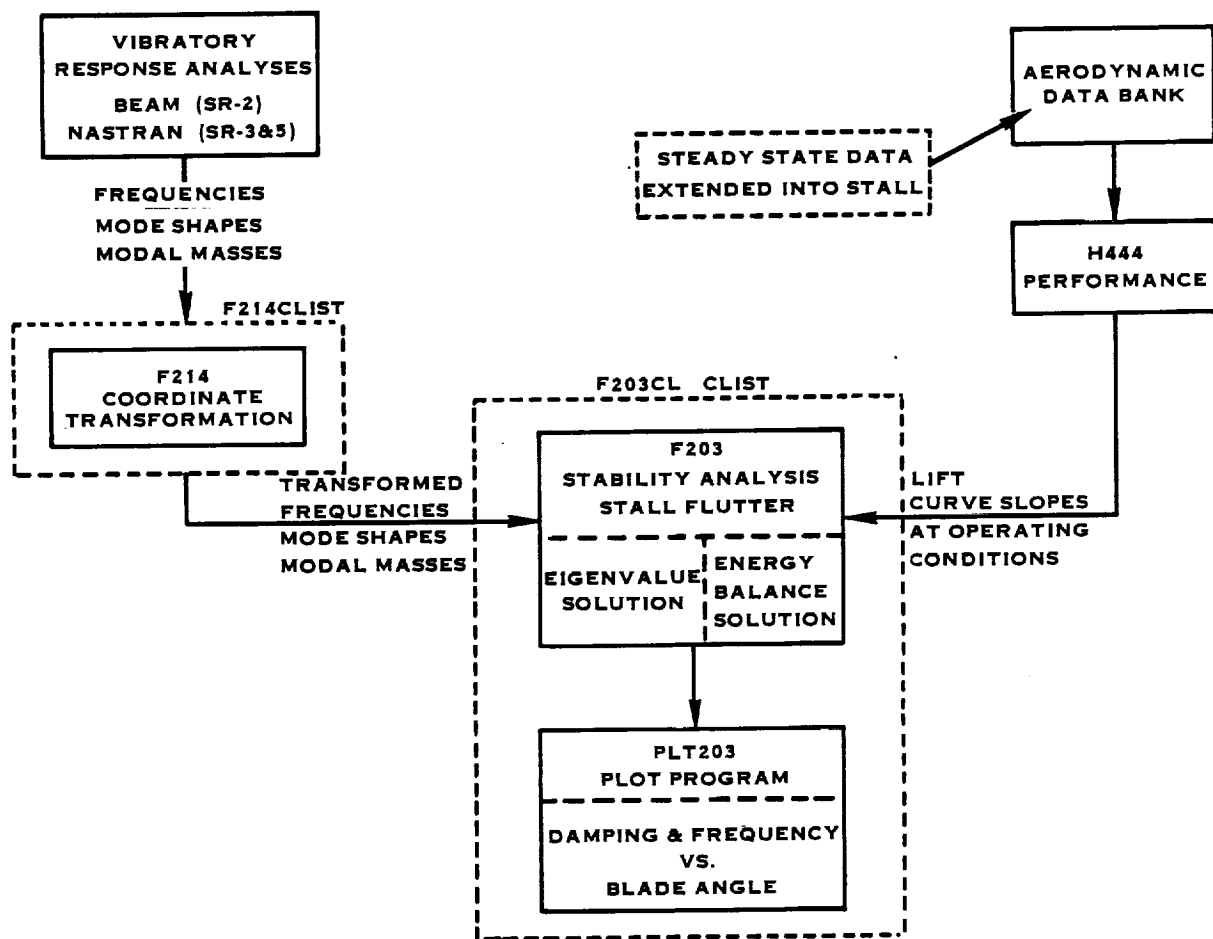 VIBRATORY
RESPONSE ANALYSES
BEAM (SR-2)
NASTRAN (SR-3&5)
FREQUENCIES
MODE SHAPES
MODAL MASSES
F214CLIST
F214
COORDINATE
TRANSFORMATION
TRANSFORMED
FREQUENCIES
MODE SHAPES
MODAL MASSES
STEADY STATE DATA
EXTENDED INTO STALL
AERODYNAMIC
DATA BANK
H444
PERFORMANCE
LIFT
CURVE SLOPES
AT OPERATING
CONDITIONS
F203CL CLIST
F203
STABILITY ANALYSIS
STALL FLUTTER
EIGENVALUE
SOLUTION
ENERGY
BALANCE
SOLUTION
PLT203
PLOT PROGRAM
DAMPING & FREQUENCY
VS.
BLADE ANGLE